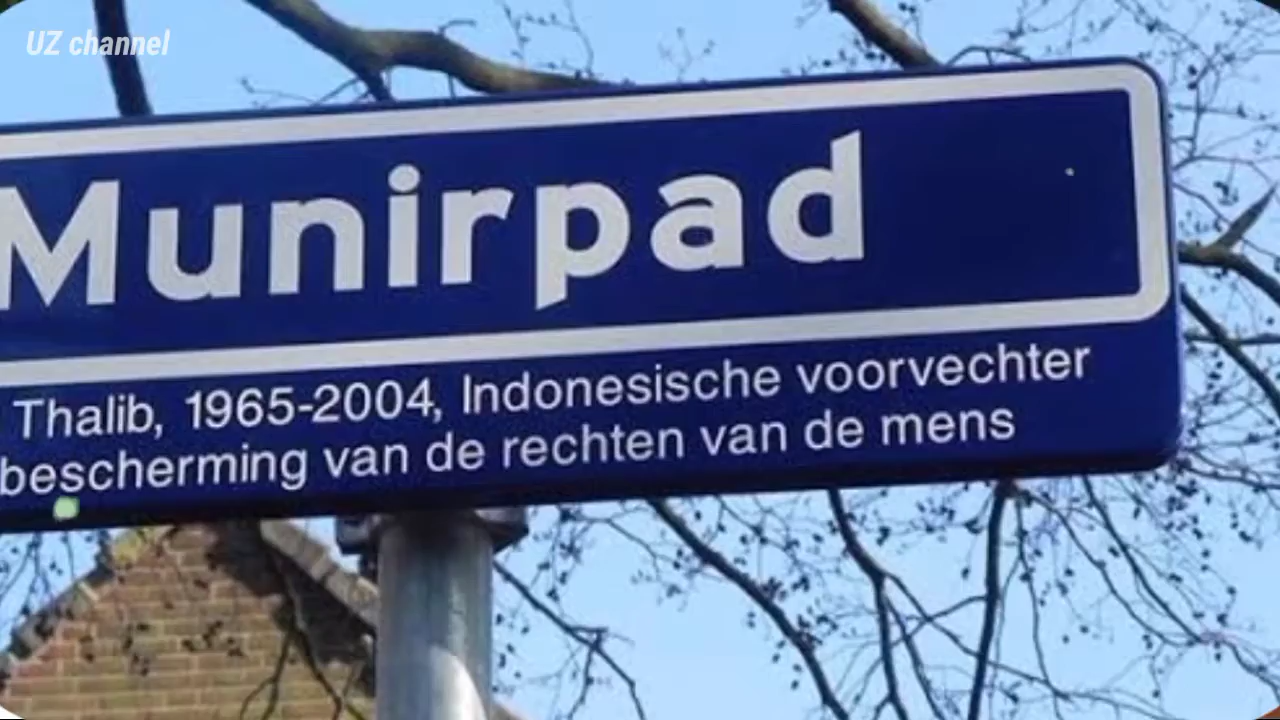 UZ channel
Munirpad
Thalib, 1965-2004, Indonesische voorvechter
bescherming van de rechten van de mens